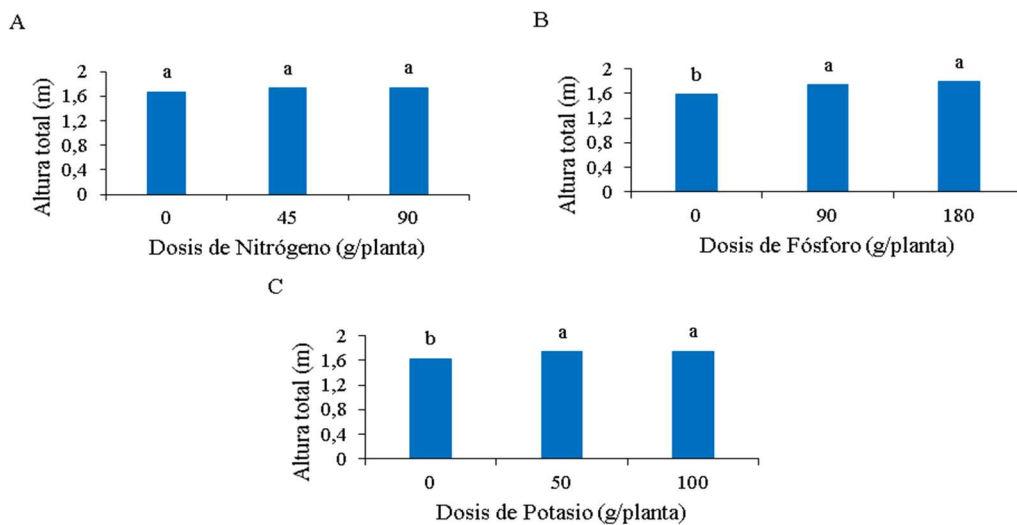 A
Altura total (m)
2
1,6
1,2
0,8
0,4
0
a a a
0 45 90
Dosis de Nitrógeno (g/planta)
B
Altura total (m)
2
1,6
1,2
0,8
0,4
0
b a a
0 90 180
Dosis de Fósforo (g/planta)
C
Altura total (m)
2
1,6
1,2
0,8
0,4
0
b a a
0 50 100
Dosis de Potasio (g/planta)